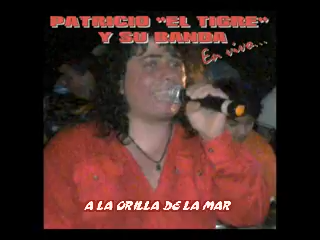 PATRICIO "EL TIGRE"
Y SU BANDA
En vivo...
A LA ORILLA DE LA MAR